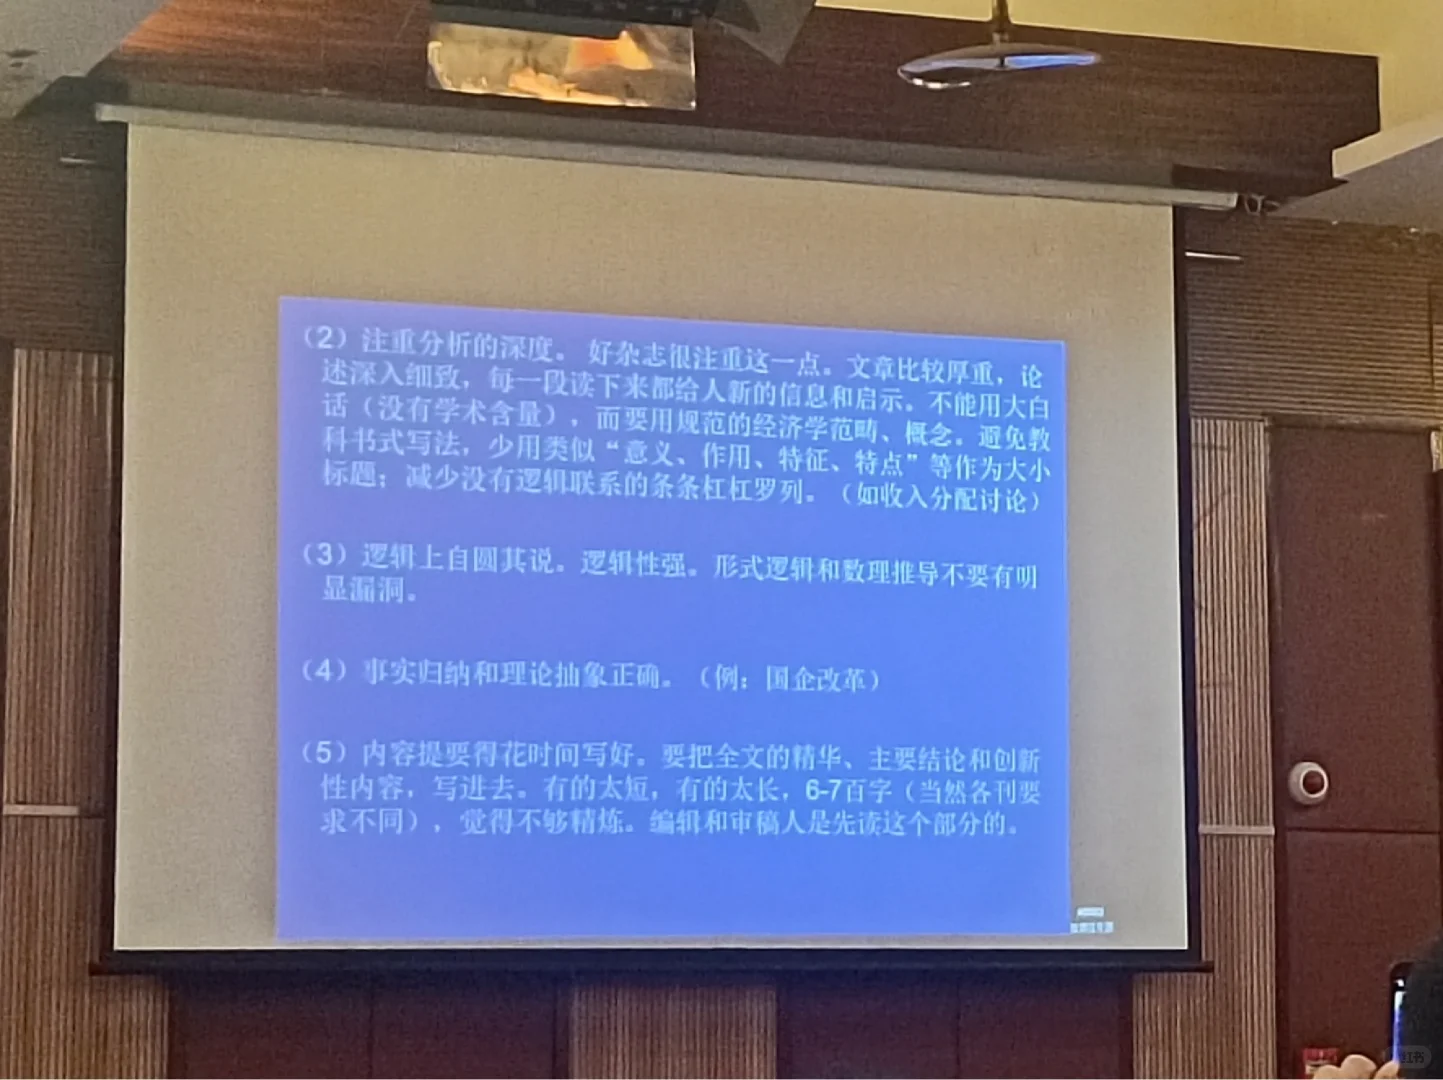 （2）注重分析的深度。 好杂志很注重这一点。文章比较厚重，论
述深入细致，每一段读下来都给人新的信息和启示。不能用大白
话（没有学术含量），而要用规范的经济学范畴、概念。避免教
科书式写法，少用类似“意义、作用、特征、特点”等作为大小
标题；减少没有逻辑联系的条条杠杠罗列。（如收入分配讨论）
（3）逻辑上自圆其说。逻辑性强。形式逻辑和数理推导不要有明
显漏洞。
（4）事实归纳和理论抽象正确。（例：国企改革）
（5）内容提要得花时间写好。要把全文的精华、主要结论和创新
性内容，写进去。有的太短，有的太长，6-7百字（当然各刊要
求不同），觉得不够精炼。编辑和审稿人是先读这个部分的。